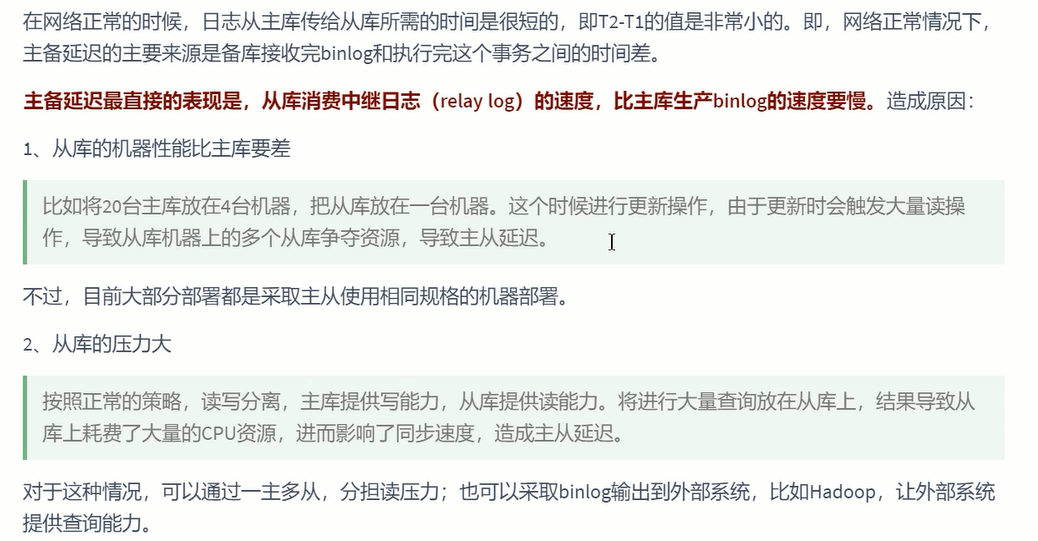 在网络正常的时候，日志从主库传给从库所需的时间是很短的，即T2-T1的值是非常小的。即，网络正常情况下，
主备延迟的主要来源是备库接收完binlog和执行完这个事务之间的时间差。
主备延迟最直接的表现是，从库消费中继日志（relay log）的速度，比主库生产binlog的速度要慢。造成原因：
1、从库的机器性能比主库要差
比如将20台主库放在4台机器，把从库放在一台机器。这个时候进行更新操作，由于更新时会触发大量读操
作，导致从库机器上的多个从库争夺资源，导致主从延迟。
不过，目前大部分部署都是采取主从使用相同规格的机器部署。
2、从库的压力大
按照正常的策略，读写分离，主库提供写能力，从库提供读能力。将进行大量查询放在从库上，结果导致从
库上耗费了大量的CPU资源，进而影响了同步速度，造成主从延迟。
对于这种情况，可以通过一主多从，分担读压力；也可以采取binlog输出到外部系统，比如Hadoop，让外部系统
提供查询能力。